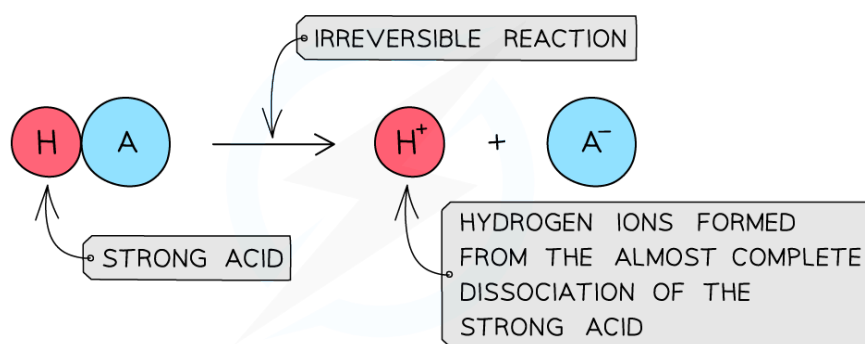 IRREVERSIBLE REACTION
H A H⁺ + A⁻
STRONG ACID
HYDROGEN IONS FORMED
FROM THE ALMOST COMPLETE
DISSOCIATION OF THE
STRONG ACID